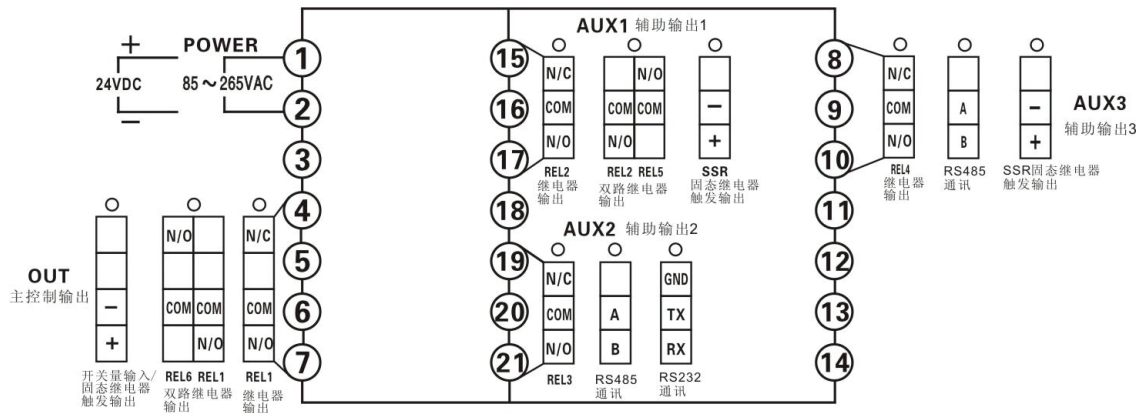 POWER
+
24VDC
85～265VAC
−
1
2
3
4
5
6
7
OUT
主控制输出
−
+
开关量输入/
固态继电器
触发输出
N/O
COM COM
N/O
REL6 REL1
双路继电器
输出
N/C
COM
N/O
REL1
继电器
输出
AUX1 辅助输出1
15
16
17
18
19
20
21
N/C
COM
N/O
REL2
继电器
输出
N/O
COM COM
N/O
REL2 REL5
双路继电器
输出
−
+
SSR
固态继电器
触发输出
AUX2 辅助输出2
N/C
COM
N/O
REL3
A
B
RS485
通讯
GND
TX
RX
RS232
通讯
8
9
10
11
12
13
14
N/C
COM
N/O
REL4
继电器
输出
A
B
RS485
通讯
−
+
SSR固态继电器
触发输出
AUX3
辅助输出3